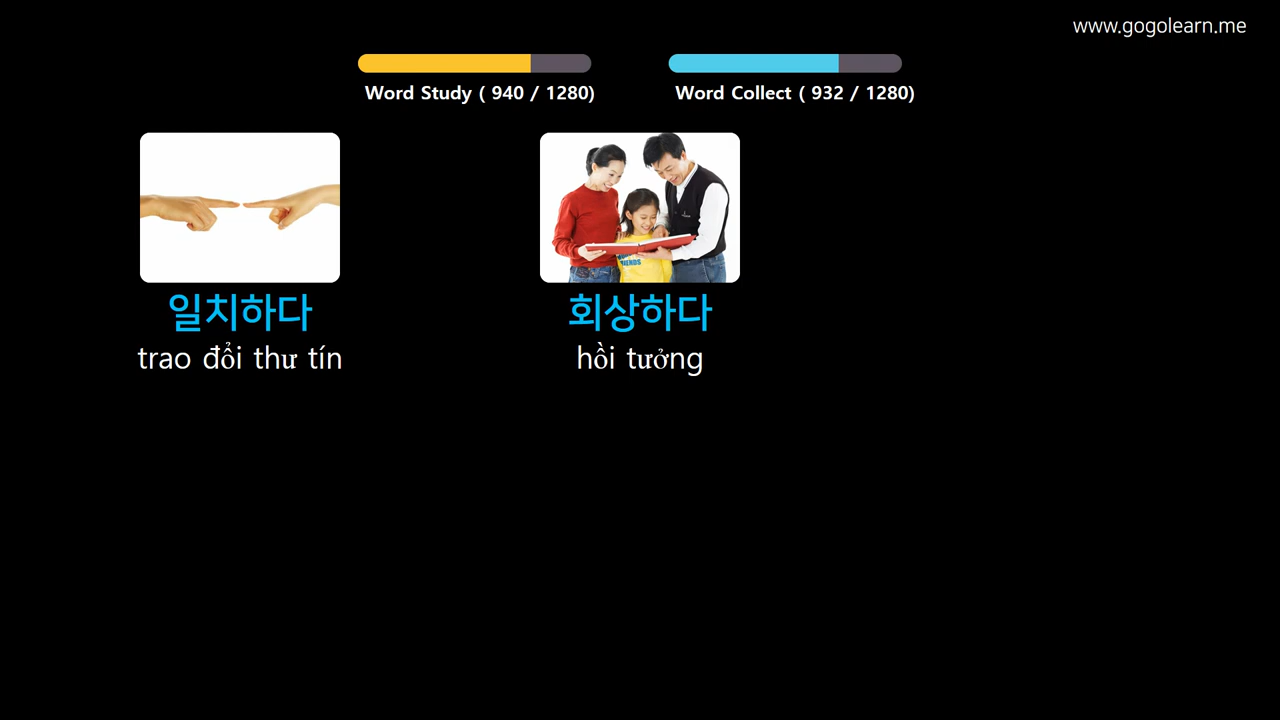 www.gogolearn.me
Word Study ( 940 / 1280)
Word Collect ( 932 / 1280)
일치하다
trao đổi thư tín
회상하다
hồi tưởng